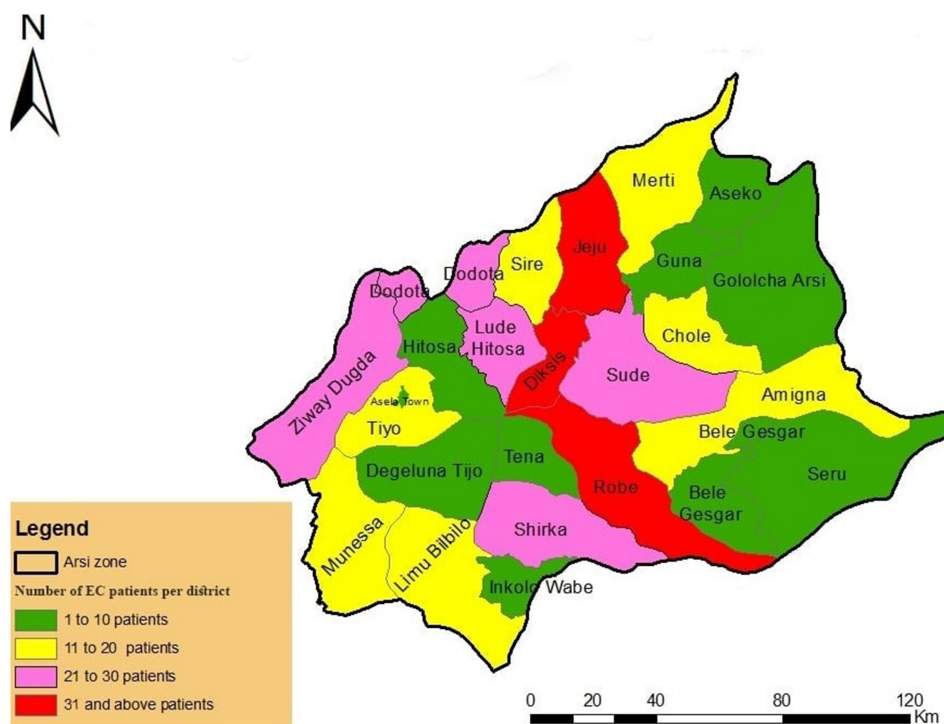 N
Merti
Aseko
Jeju
Guna
Sire
Dodota
Gololcha Arsi
Dodota
Lude
Hitosa
Chole
Hitosa
Diksis
Sude
Ziway Dugda
Amigna
Asela Town
Tiyo
Bele Gesgar
Tena
Degeluna Tijo
Seru
Robe
Bele
Gesgar
Shirka
Munessa
Limu Bilbilo
Inkolo Wabe
Legend
Arsi zone
Number of EC patients per district
1 to 10 patients
11 to 20 patients
21 to 30 patients
31 and above patients
0 20 40 80 120
Km